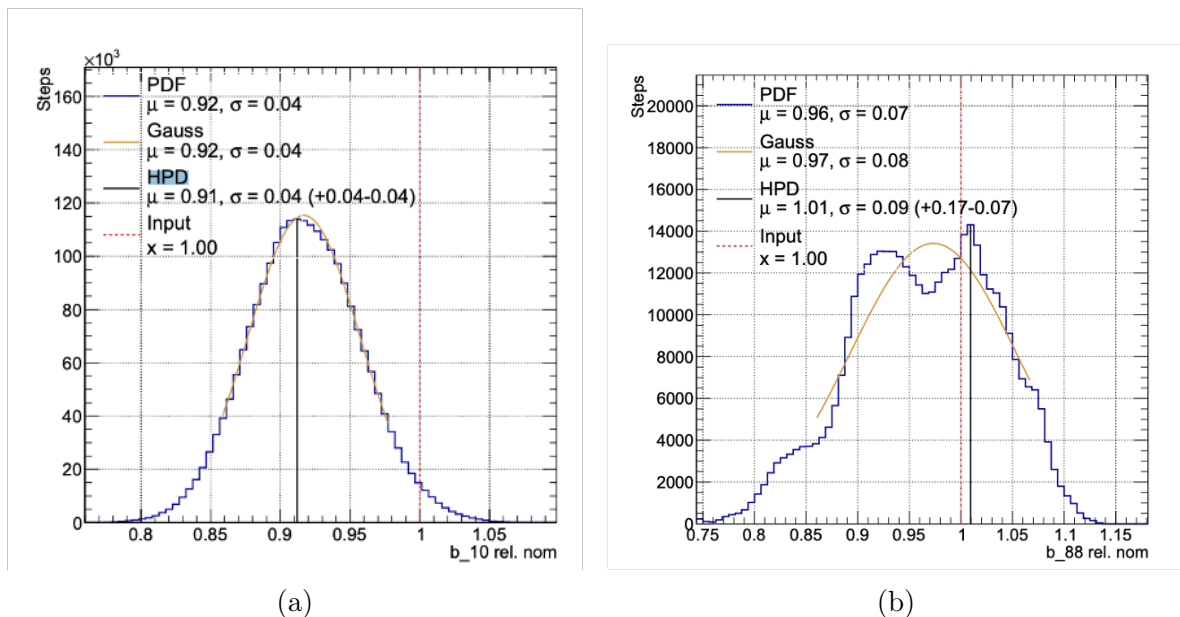 ×10³
Steps
160
140
120
100
80
60
40
20
0
PDF
μ = 0.92, σ = 0.04
Gauss
μ = 0.92, σ = 0.04
HPD
μ = 0.91, σ = 0.04 (+0.04-0.04)
Input
x = 1.00
0.8 0.85 0.9 0.95 1 1.05
b_10 rel. nom
(a)
Steps
20000
18000
16000
14000
12000
10000
8000
6000
4000
2000
0
PDF
μ = 0.96, σ = 0.07
Gauss
μ = 0.97, σ = 0.08
HPD
μ = 1.01, σ = 0.09 (+0.17-0.07)
Input
x = 1.00
0.75 0.8 0.85 0.9 0.95 1 1.05 1.1 1.15
b_88 rel. nom
(b)